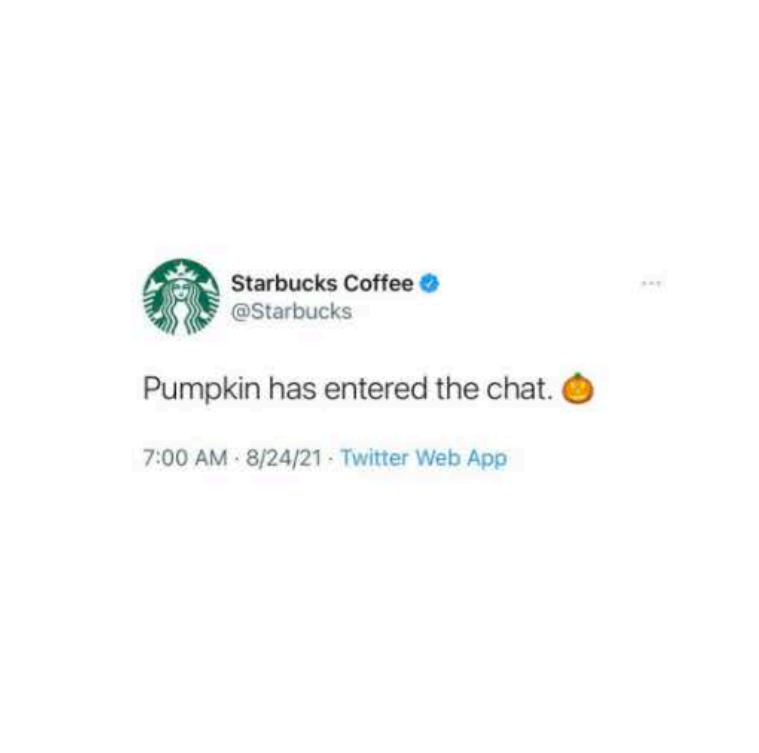 Starbucks Coffee
@Starbucks
Pumpkin has entered the chat. 🎃
7:00 AM · 8/24/21 · Twitter Web App